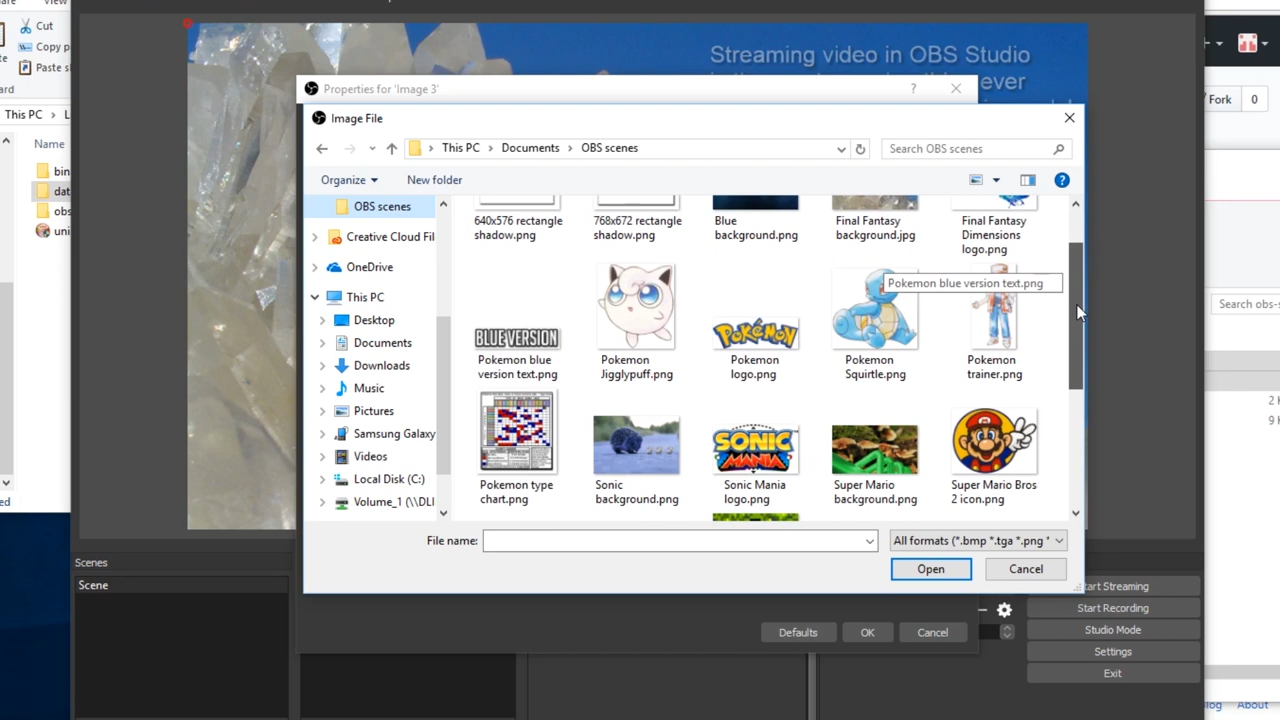 Cut
Copy p
Paste s
Streaming video in OBS Studio
ever
Properties for 'Image 3'
?
Image File
Fork
0
This PC > L
This PC > Documents > OBS scenes
Search OBS scenes
Name
Organize
New folder
?
bin
dat
obs
uni
OBS scenes
Creative Cloud Fil
OneDrive
This PC
Desktop
Documents
Downloads
Music
Pictures
Samsung Galaxy
Videos
Local Disk (C:)
Volume_1 (\\DLI
640x576 rectangle
shadow.png
768x672 rectangle
shadow.png
Blue
background.png
Final Fantasy
background.jpg
Final Fantasy
Dimensions
logo.png
Pokemon blue version text.png
BLUE VERSION
Pokemon blue
version text.png
Pokemon
Jigglypuff.png
POKéMON
Pokemon
logo.png
Pokemon
Squirtle.png
Pokemon
trainer.png
Pokemon type
chart.png
Sonic
background.png
SONIC
MANIA
Sonic Mania
logo.png
Super Mario
background.png
Super Mario Bros
2 icon.png
Search obs-s
2 K
9 K
ed
File name:
All formats (*.bmp *.tga *.png *
Open
Cancel
Scenes
Scene
Start Streaming
Start Recording
Defaults
OK
Cancel
Studio Mode
Settings
Exit
log
About